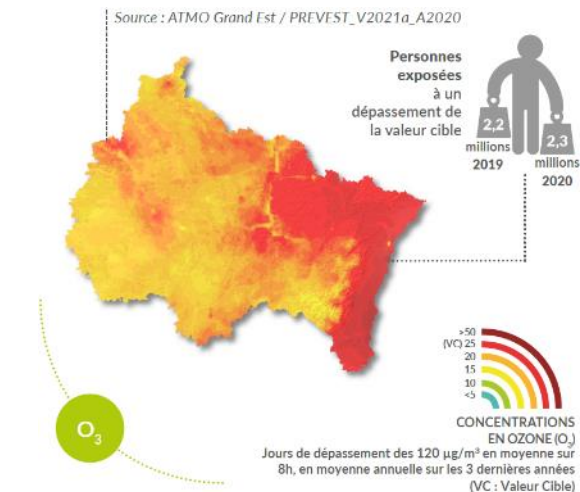 Source : ATMO Grand Est / PREVEST_V2021a_A2020
Personnes
exposées
à un
dépassement de
la valeur cible
2,2
millions
2019
2,3
millions
2020
O₃
>50
(VC) 25
20
15
10
<5
CONCENTRATIONS
EN OZONE (O₃)
Jours de dépassement des 120 µg/m³ en moyenne sur
8h, en moyenne annuelle sur les 3 dernières années
(VC : Valeur Cible)